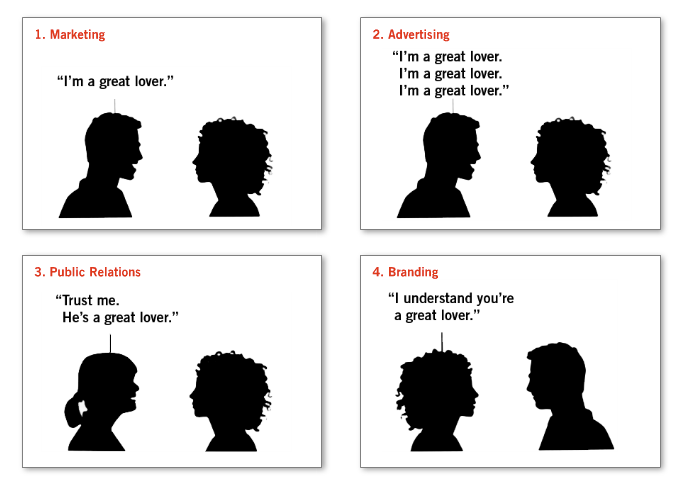 1. Marketing
“I’m a great lover.”
2. Advertising
“I’m a great lover.
I’m a great lover.
I’m a great lover.”
3. Public Relations
“Trust me.
He’s a great lover.”
4. Branding
“I understand you’re
a great lover.”